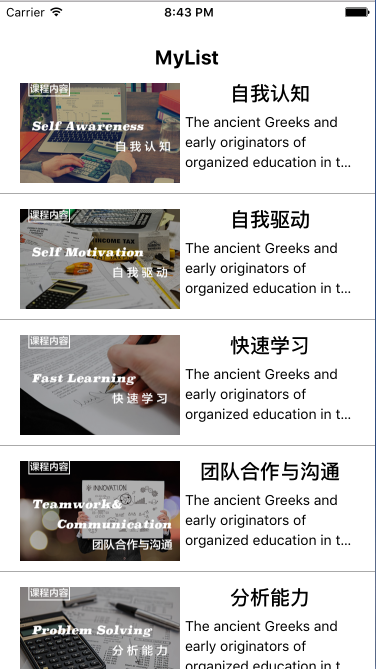 Carrier 8:43 PM
MyList
课程内容
Self Awareness
自我认知
自我认知
The ancient Greeks and
early originators of
organized education in t...
课程内容
INCOME TAX
Self Motivation
自我驱动
自我驱动
The ancient Greeks and
early originators of
organized education in t...
课程内容
Fast Learning
快速学习
快速学习
The ancient Greeks and
early originators of
organized education in t...
课程内容
INNOVATION
Teamwork&
Communication
团队合作与沟通
团队合作与沟通
The ancient Greeks and
early originators of
organized education in t...
课程内容
Problem Solving
分析能力
分析能力
The ancient Greeks and
early originators of